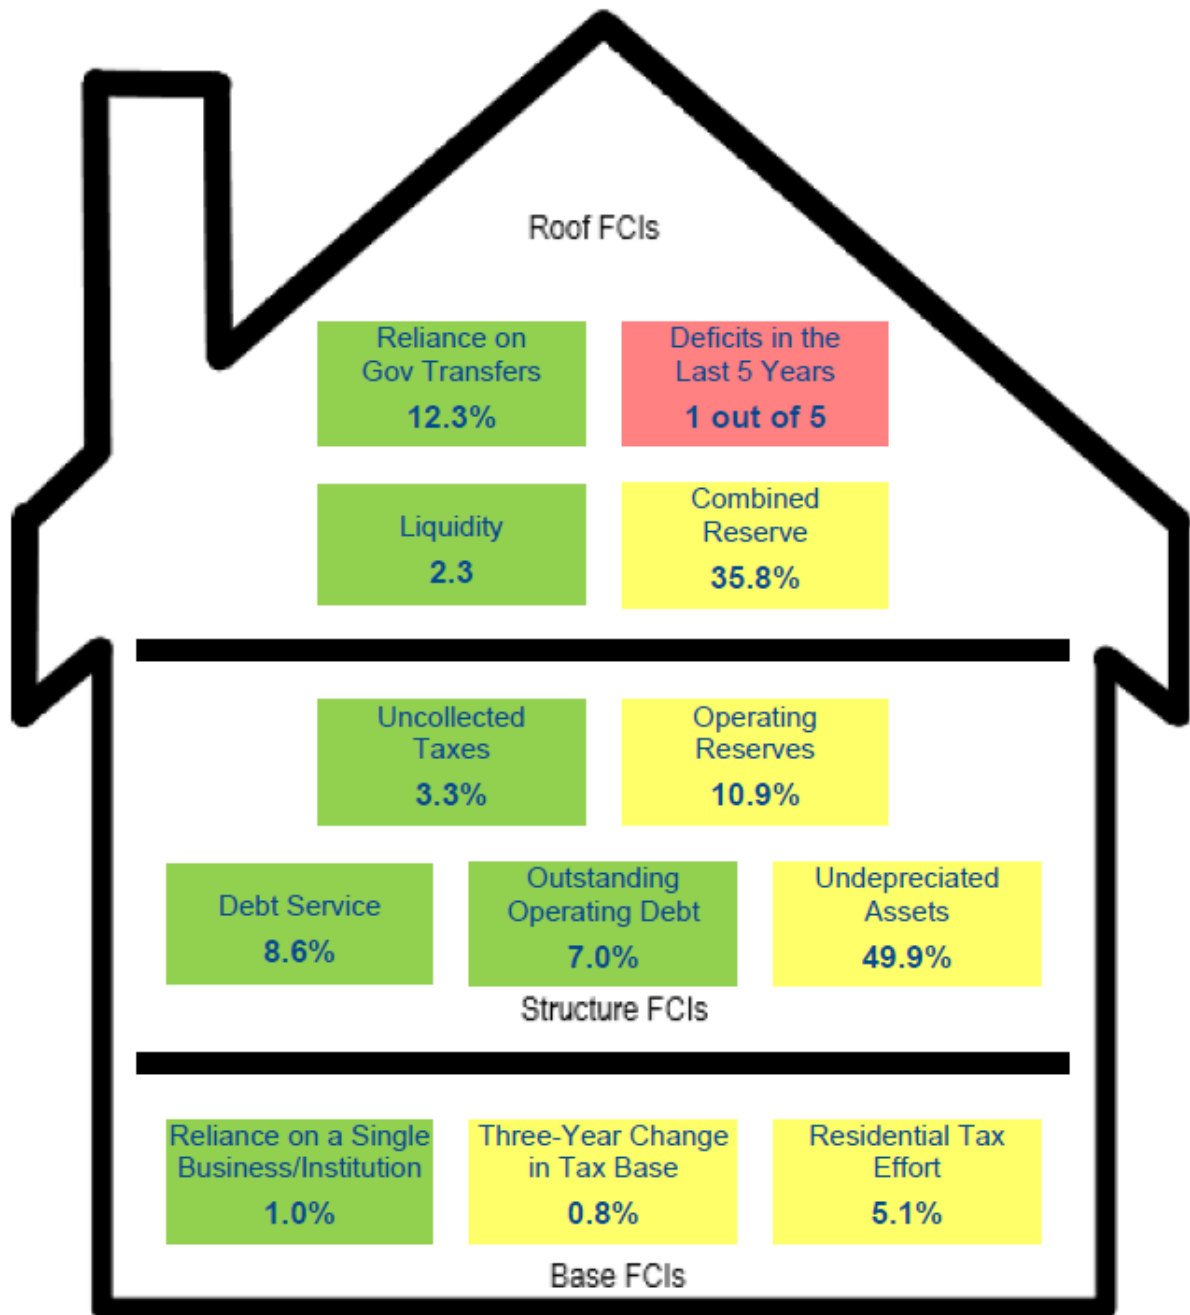 Roof FCIs
Reliance on
Gov Transfers
12.3%
Deficits in the
Last 5 Years
1 out of 5
Liquidity
2.3
Combined
Reserve
35.8%
Uncollected
Taxes
3.3%
Operating
Reserves
10.9%
Debt Service
8.6%
Outstanding
Operating Debt
7.0%
Undepreciated
Assets
49.9%
Structure FCIs
Reliance on a Single
Business/Institution
1.0%
Three-Year Change
in Tax Base
0.8%
Residential Tax
Effort
5.1%
Base FCIs